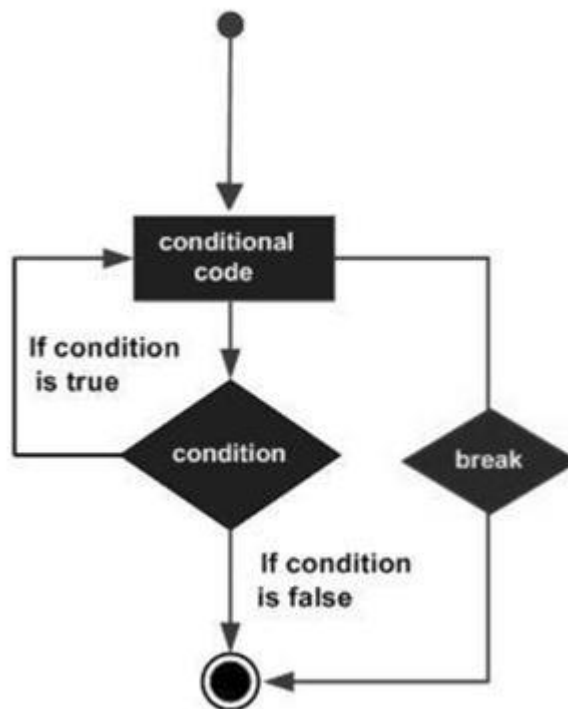 conditional
code
If condition
is true
condition
break
If condition
is false